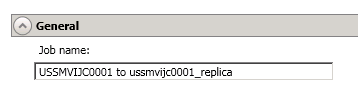 General
Job name:
USSMVIJC0001 to ussmvijc0001_replica